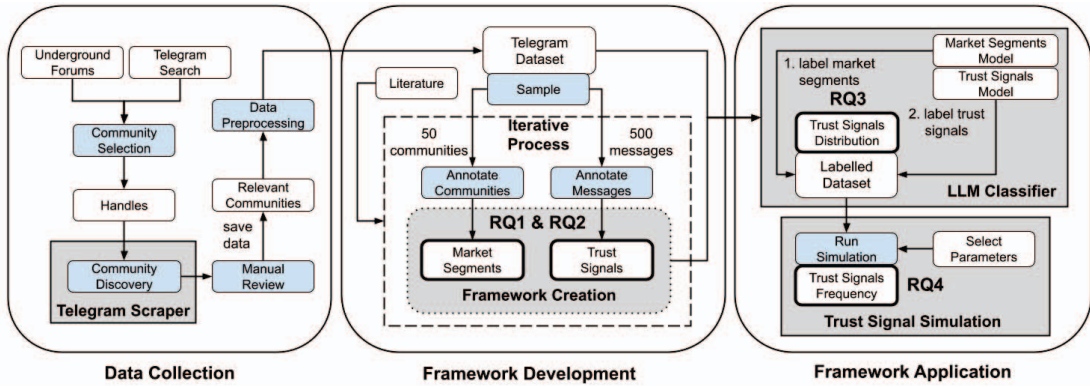 Underground
Forums
Telegram
Search
Community
Selection
Handles
Community
Discovery
Telegram Scraper
Manual
Review
save
data
Relevant
Communities
Data
Preprocessing
Data Collection
Telegram
Dataset
Sample
Literature
Iterative
Process
50
communities
500
messages
Annotate
Communities
Annotate
Messages
RQ1 & RQ2
Market
Segments
Trust
Signals
Framework Creation
Framework Development
Market Segments
Model
Trust Signals
Model
1. label market
segments
RQ3
2. label trust
signals
Trust Signals
Distribution
Labelled
Dataset
LLM Classifier
Run
Simulation
Select
Parameters
Trust Signals
Frequency
RQ4
Trust Signal Simulation
Framework Application